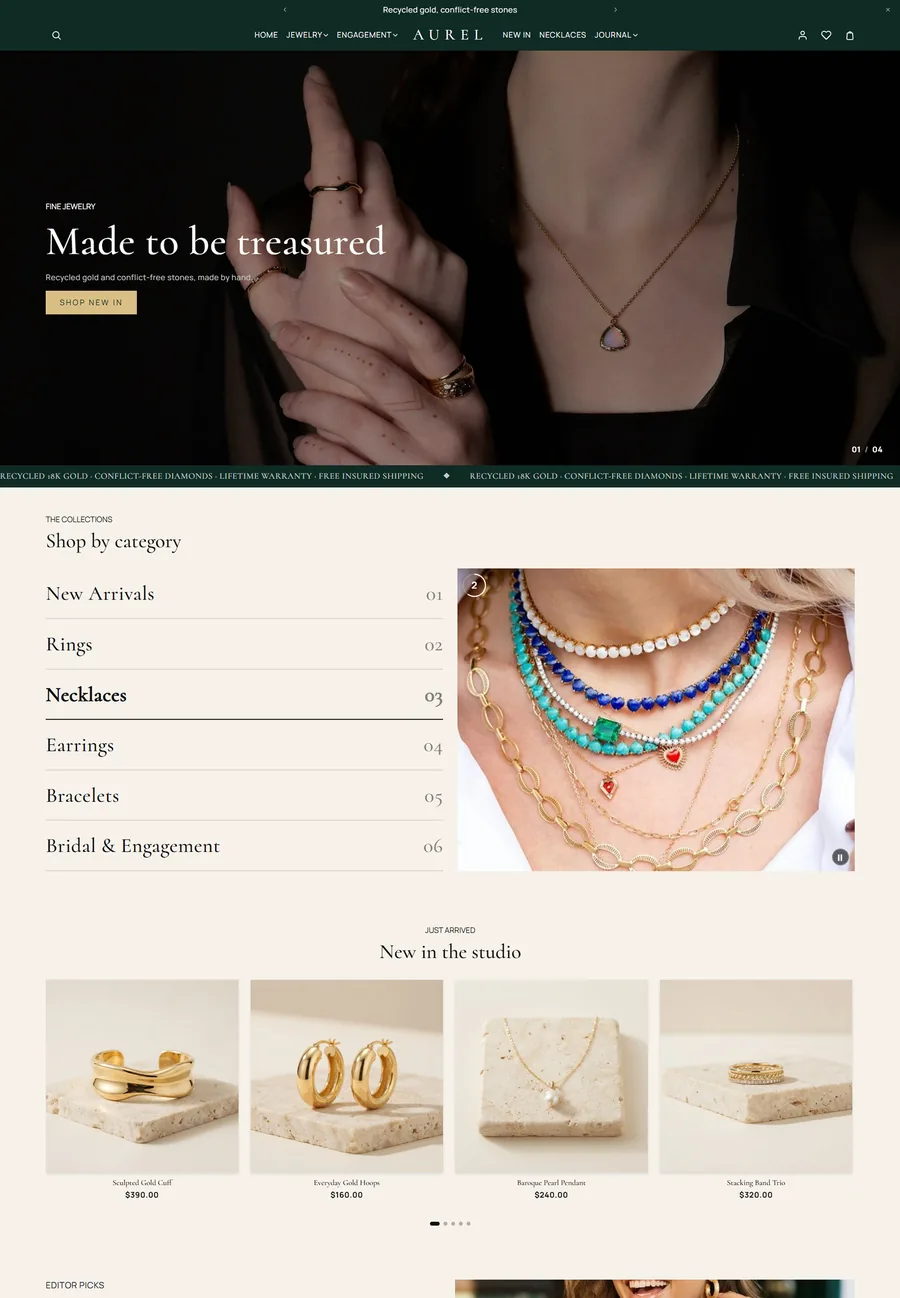 Recycled gold, conflict-free stones
HOME JEWELRY ENGAGEMENT AUREL NEW IN NECKLACES JOURNAL
FINE JEWELRY
Made to be treasured
Recycled gold and conflict-free stones, made by hand.
SHOP NEW IN
01 / 04
RECYCLED 18K GOLD · CONFLICT-FREE DIAMONDS · LIFETIME WARRANTY · FREE INSURED SHIPPING RECYCLED 18K GOLD · CONFLICT-FREE DIAMONDS · LIFETIME WARRANTY · FREE INSURED SHIPPING
THE COLLECTIONS
Shop by category
New Arrivals 01
Rings 02
Necklaces 03
Earrings 04
Bracelets 05
Bridal & Engagement 06
2
JUST ARRIVED
New in the studio
Sculpted Gold Cuff
$390.00
Everyday Gold Hoops
$160.00
Baroque Pearl Pendant
$240.00
Stacking Band Trio
$320.00
EDITOR PICKS